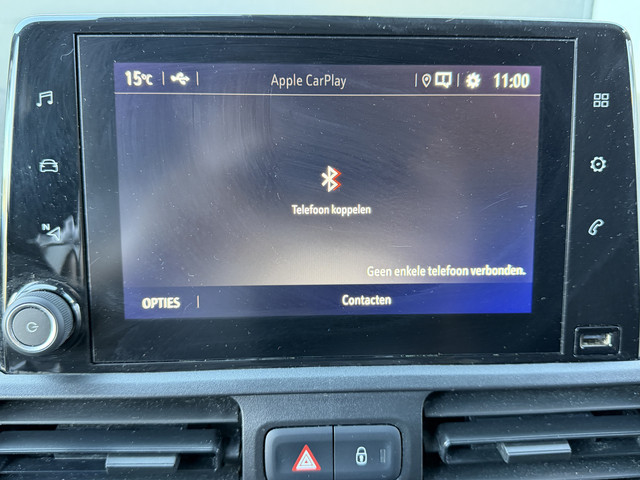 15°C Apple CarPlay 11:00
Telefoon koppelen
Geen enkele telefoon verbonden.
OPTIES Contacten